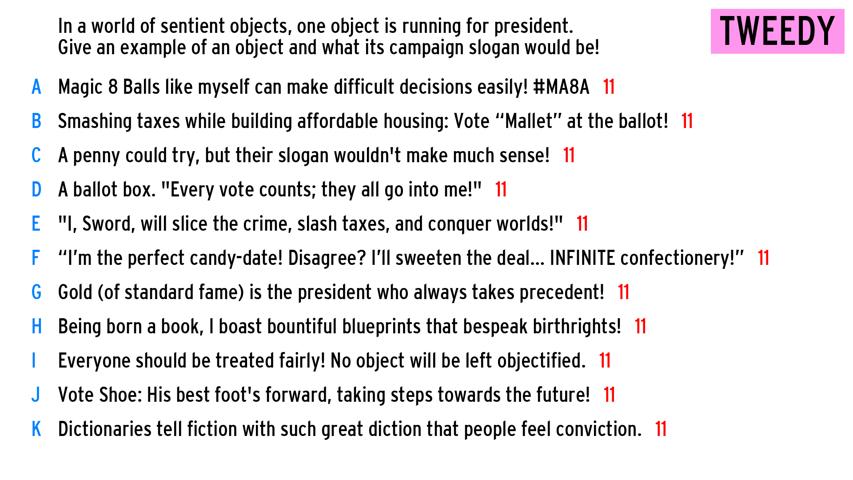 In a world of sentient objects, one object is running for president.
Give an example of an object and what its campaign slogan would be!
TWEEDY
A Magic 8 Balls like myself can make difficult decisions easily! #MA8A 11
B Smashing taxes while building affordable housing: Vote “Mallet” at the ballot! 11
C A penny could try, but their slogan wouldn't make much sense! 11
D A ballot box. "Every vote counts; they all go into me!" 11
E "I, Sword, will slice the crime, slash taxes, and conquer worlds!" 11
F “I’m the perfect candy-date! Disagree? I’ll sweeten the deal... INFINITE confectionery!” 11
G Gold (of standard fame) is the president who always takes precedent! 11
H Being born a book, I boast bountiful blueprints that bespeak birthrights! 11
I Everyone should be treated fairly! No object will be left objectified. 11
J Vote Shoe: His best foot's forward, taking steps towards the future! 11
K Dictionaries tell fiction with such great diction that people feel conviction. 11